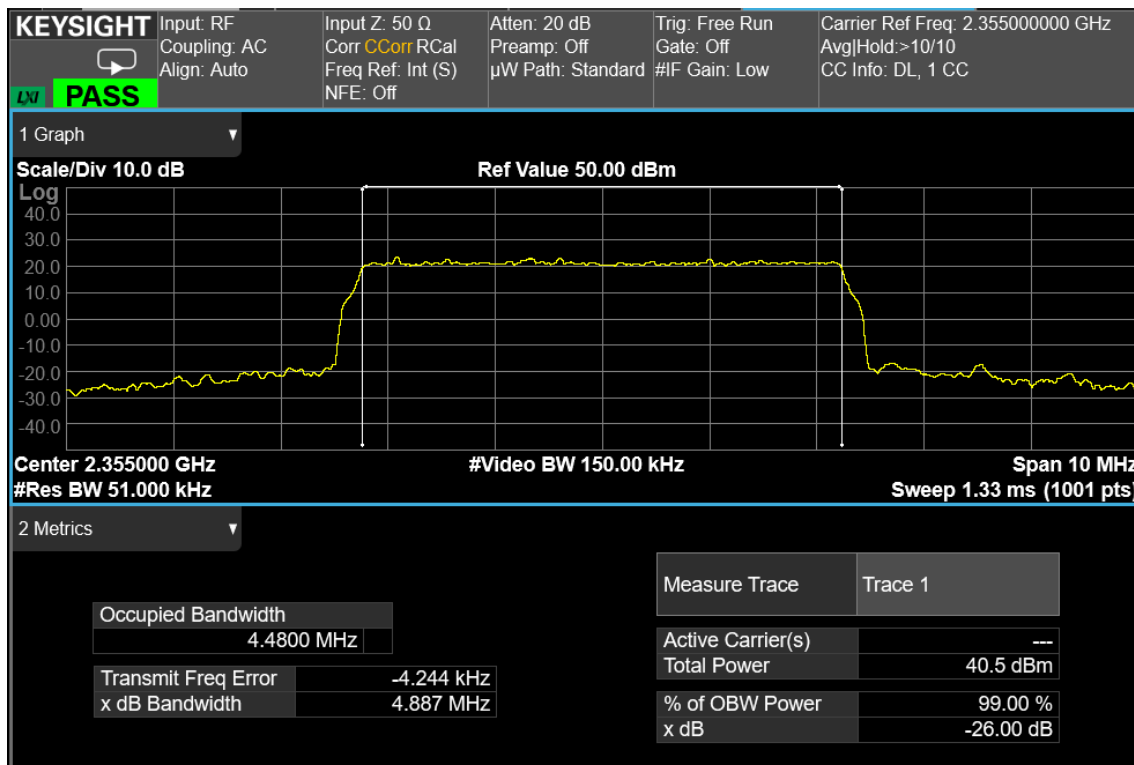 KEYSIGHT Input: RF Input Z: 50 Ω Atten: 20 dB Trig: Free Run Carrier Ref Freq: 2.355000000 GHz
Coupling: AC Corr CCorr RCal Preamp: Off Gate: Off Avg|Hold:>10/10
Align: Auto Freq Ref: Int (S) µW Path: Standard #IF Gain: Low CC Info: DL, 1 CC
LXI PASS NFE: Off
1 Graph
Scale/Div 10.0 dB Ref Value 50.00 dBm
Log
40.0
30.0
20.0
10.0
0.00
-10.0
-20.0
-30.0
-40.0
Center 2.355000 GHz #Video BW 150.00 kHz Span 10 MHz
#Res BW 51.000 kHz Sweep 1.33 ms (1001 pts)
2 Metrics
Measure Trace Trace 1
Occupied Bandwidth
4.4800 MHz
Active Carrier(s) ---
Total Power 40.5 dBm
Transmit Freq Error -4.244 kHz
x dB Bandwidth 4.887 MHz
% of OBW Power 99.00 %
x dB -26.00 dB